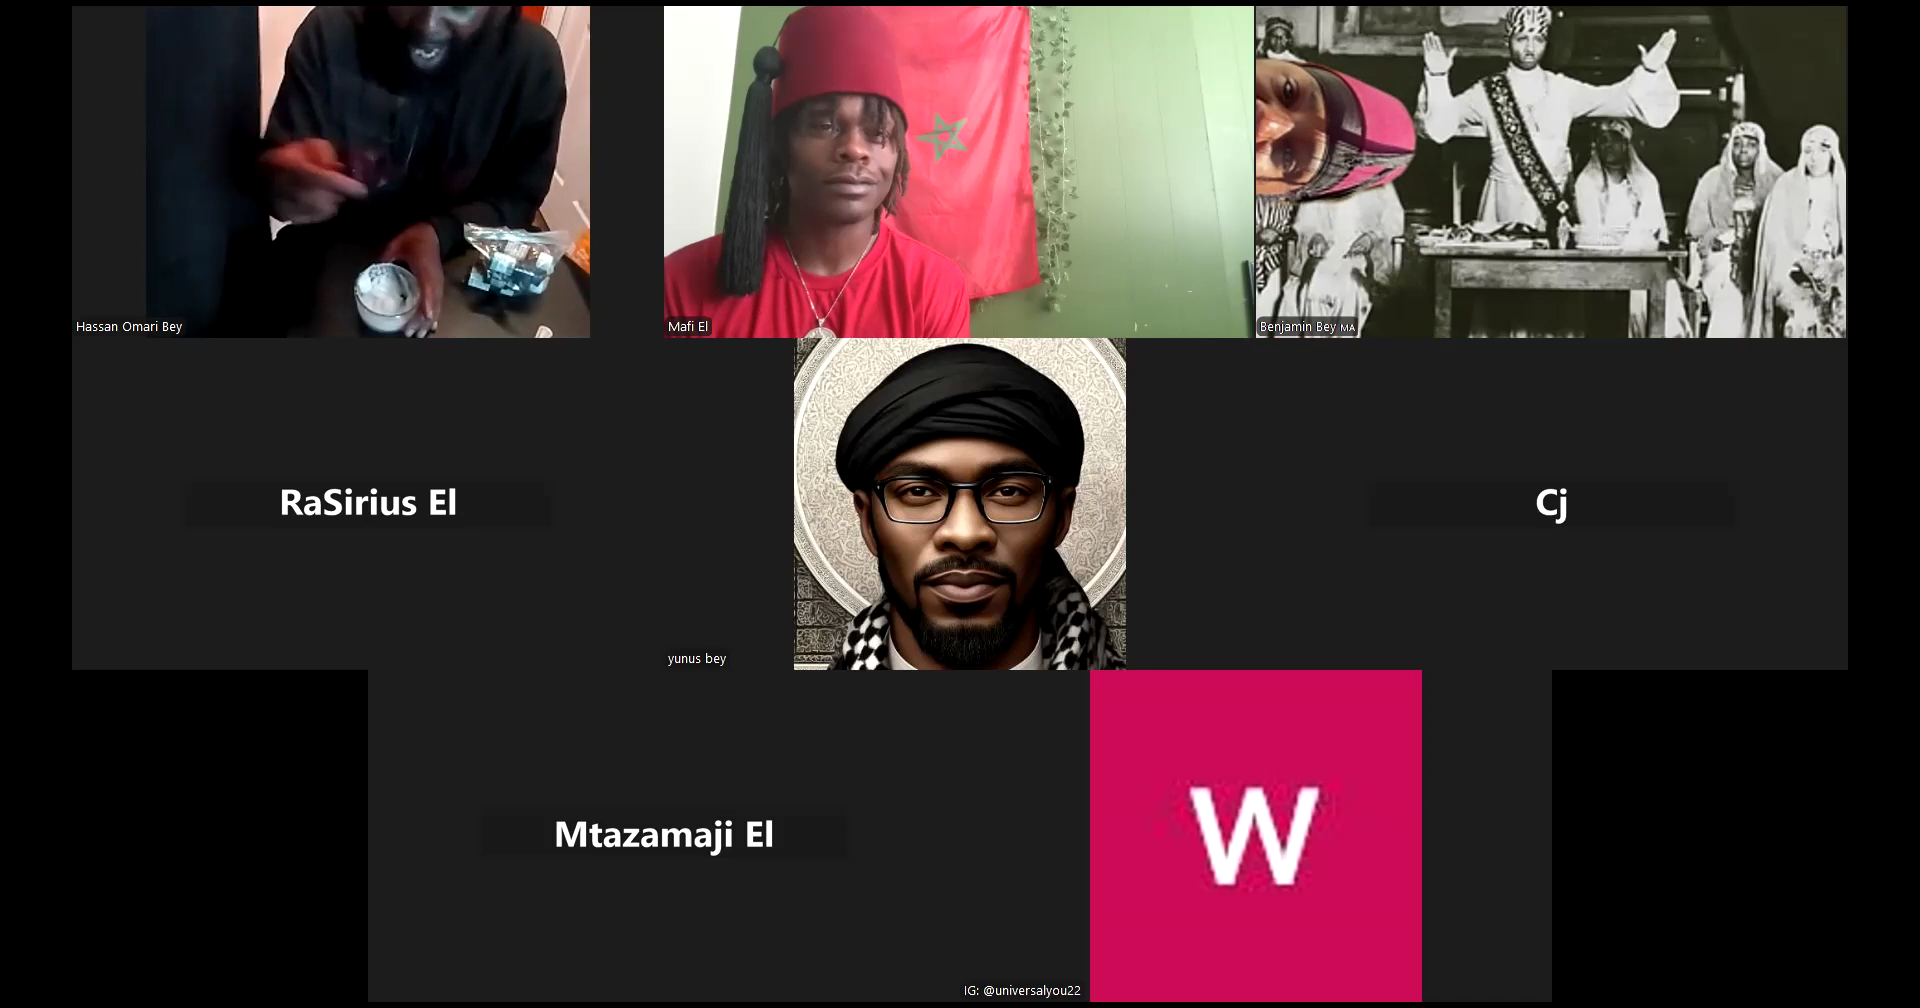 Hassan Omari Bey
Mafi El
Benjamin Bey MA
RaSirius El
yunus bey
Cj
Mtazamaji El
IG: @universalyou22
W